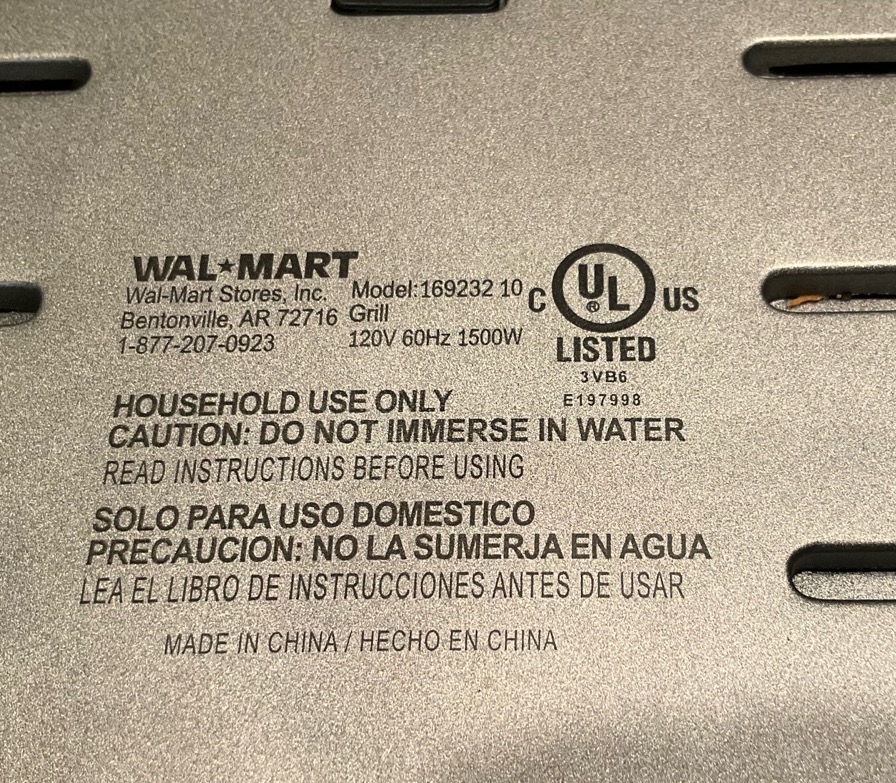 WAL★MART
Wal-Mart Stores, Inc.
Bentonville, AR 72716
1-877-207-0923
Model:169232 10
Grill
120V 60Hz 1500W
C UL® US
LISTED
3VB6
E197998
HOUSEHOLD USE ONLY
CAUTION: DO NOT IMMERSE IN WATER
READ INSTRUCTIONS BEFORE USING
SOLO PARA USO DOMESTICO
PRECAUCION: NO LA SUMERJA EN AGUA
LEA EL LIBRO DE INSTRUCCIONES ANTES DE USAR
MADE IN CHINA / HECHO EN CHINA